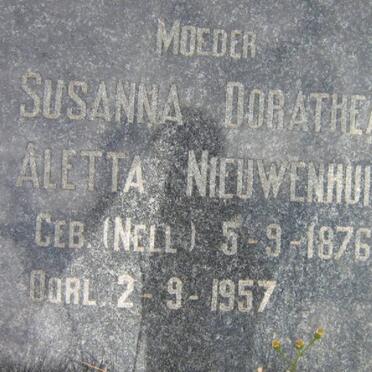 MOEDER
SUSANNA DORATHEA
ALETTA NIEUWENHUI
GEB. (NELL) 5-9-1876
OORL. 2-9-1957